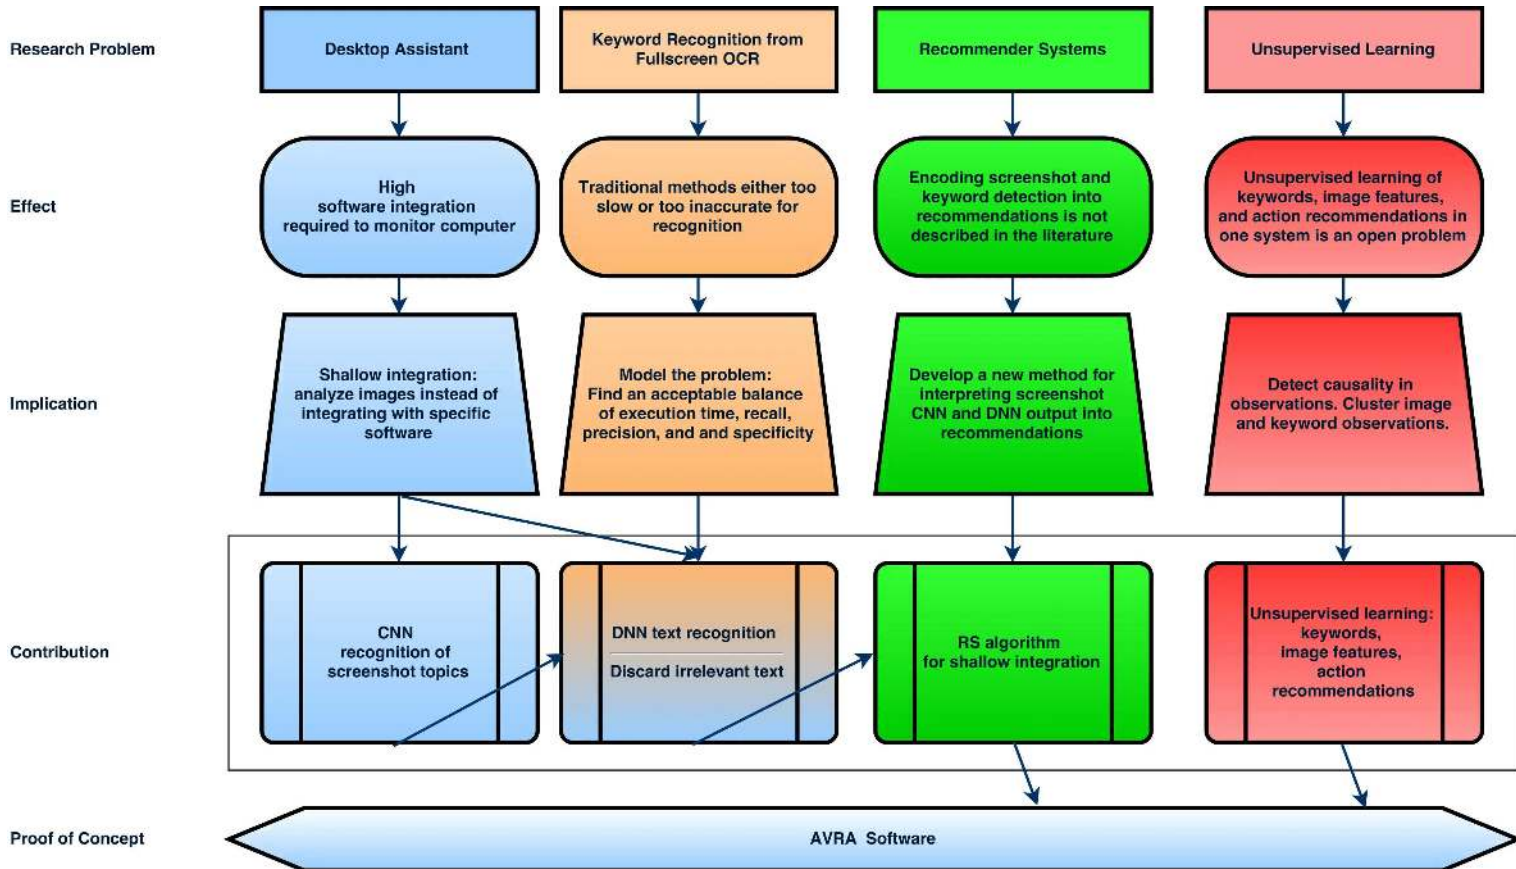 Research Problem
Desktop Assistant
Keyword Recognition from
Fullscreen OCR
Recommender Systems
Unsupervised Learning
Effect
High
software integration
required to monitor computer
Traditional methods either too
slow or too inaccurate for
recognition
Encoding screenshot and
keyword detection into
recommendations is not
described in the literature
Unsupervised learning of
keywords, image features,
and action recommendations in
one system is an open problem
Implication
Shallow integration:
analyze images instead of
integrating with specific
software
Model the problem:
Find an acceptable balance
of execution time, recall,
precision, and and specificity
Develop a new method for
interpreting screenshot
CNN and DNN output into
recommendations
Detect causality in
observations. Cluster image
and keyword observations.
Contribution
CNN
recognition of
screenshot topics
DNN text recognition
Discard irrelevant text
RS algorithm
for shallow integration
Unsupervised learning:
keywords,
image features,
action
recommendations
Proof of Concept
AVRA Software